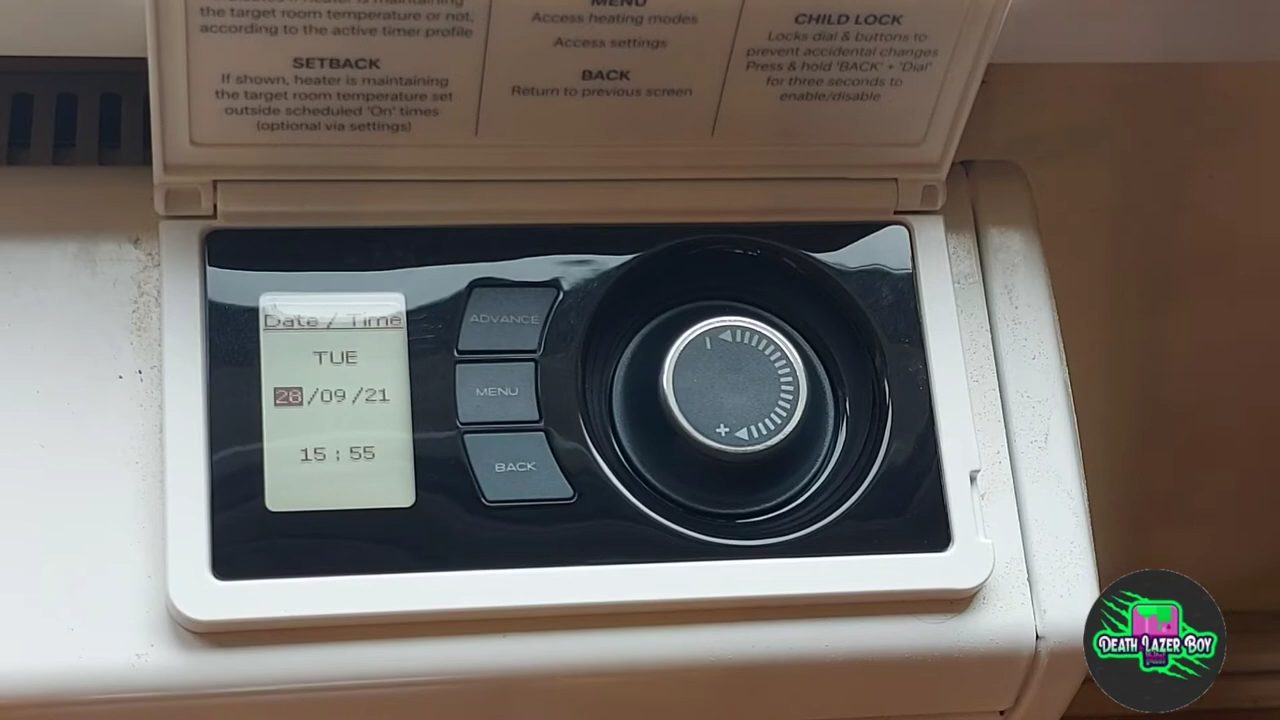 the target room temperature or not,
according to the active timer profile
SETBACK
If shown, heater is maintaining
the target room temperature set
outside scheduled 'On' times
(optional via settings)
MENU
Access heating modes
Access settings
BACK
Return to previous screen
CHILD LOCK
Locks dial & buttons to
prevent accidental changes
Press & hold 'BACK' + 'Dial'
for three seconds to
enable/disable
Date / Time
TUE
28/09/21
15:55
ADVANCE
MENU
BACK
+
DEATH LAZER BOY